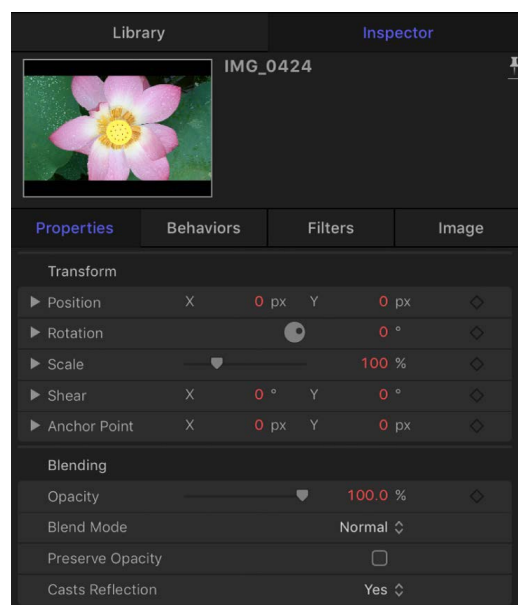 Library Inspector
IMG_0424
Properties Behaviors Filters Image
Transform
Position X 0 px Y 0 px
Rotation 0 °
Scale 100 %
Shear X 0 ° Y 0 °
Anchor Point X 0 px Y 0 px
Blending
Opacity 100.0 %
Blend Mode Normal
Preserve Opacity
Casts Reflection Yes